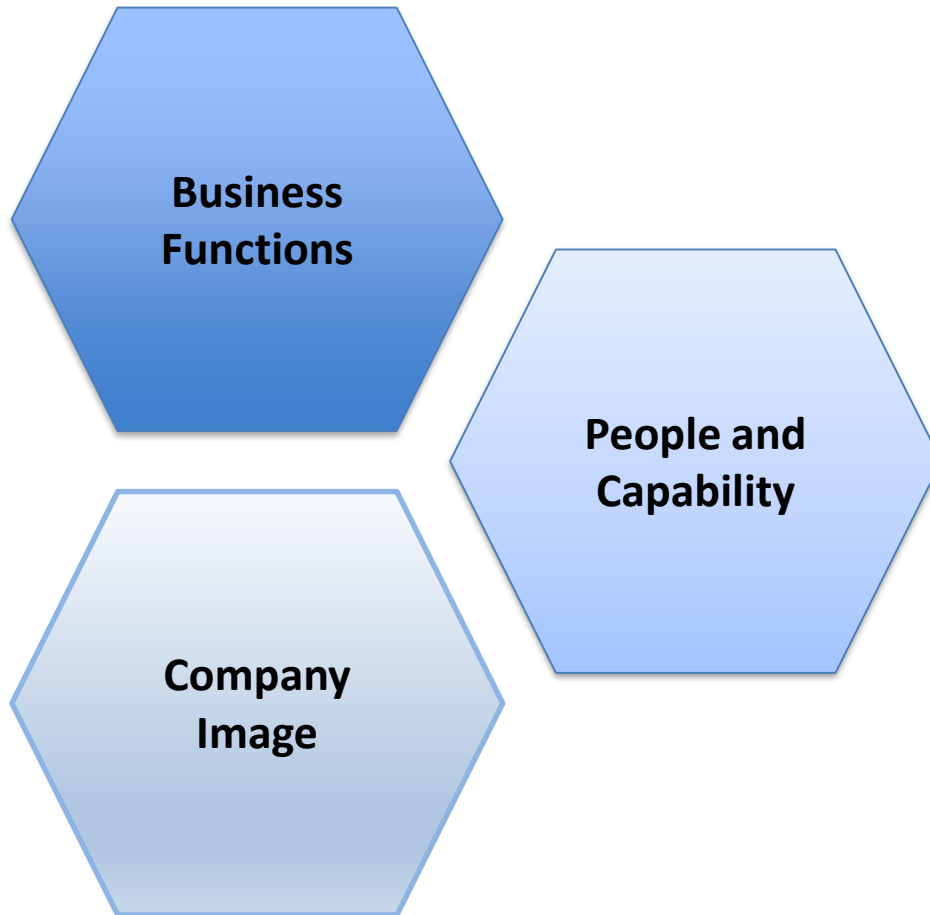 Business
Functions
People and
Capability
Company
Image